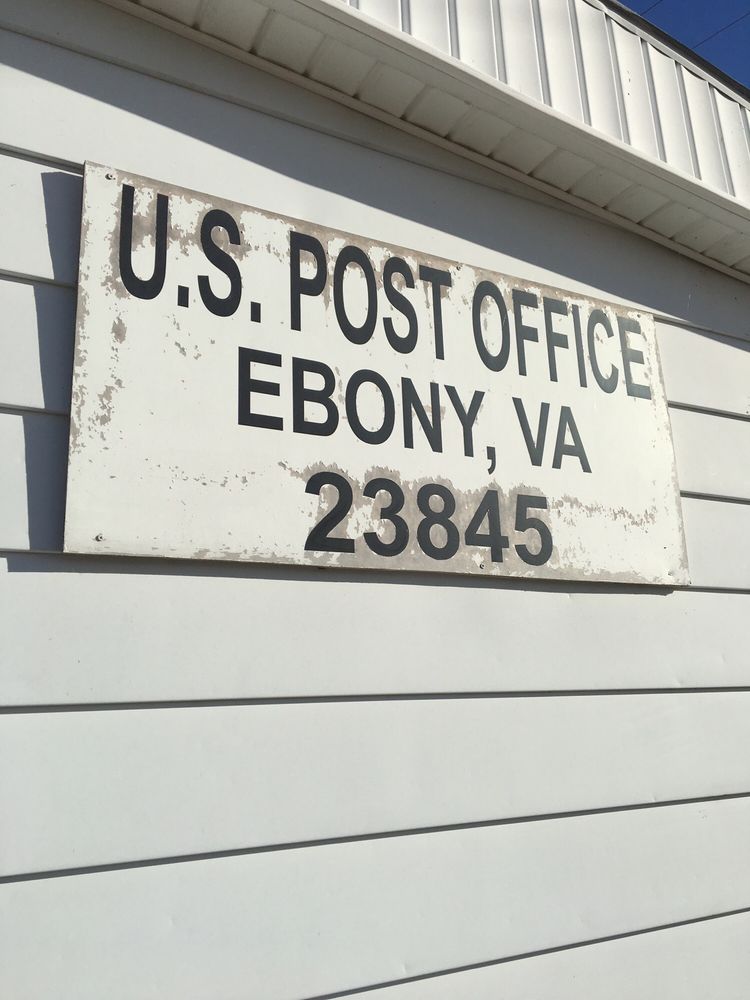 U.S. POST OFFICE
EBONY, VA
23845